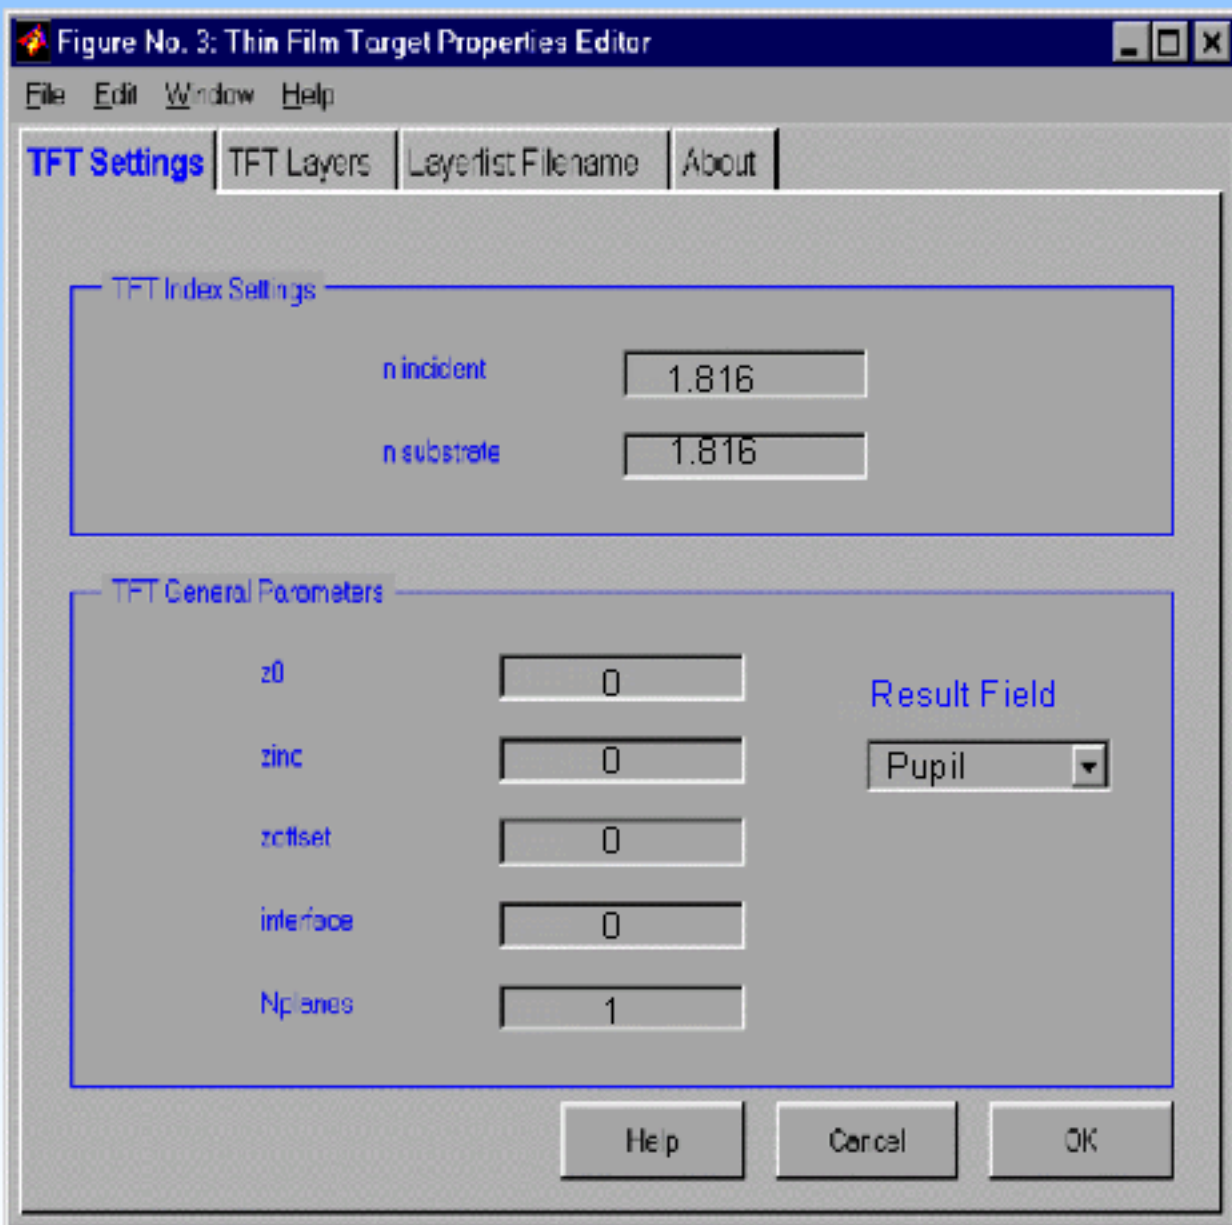 Figure No. 3: Thin Film Target Properties Editor
File Edit Window Help
TFT Settings TFT Layers Layerlist Filename About
TFT Index Settings
n incident 1.816
n substrate 1.816
TFT General Parameters
z0 0
Result Field
zinc 0
Pupil
zoffset 0
interface 0
Nplanes 1
Help Cancel OK